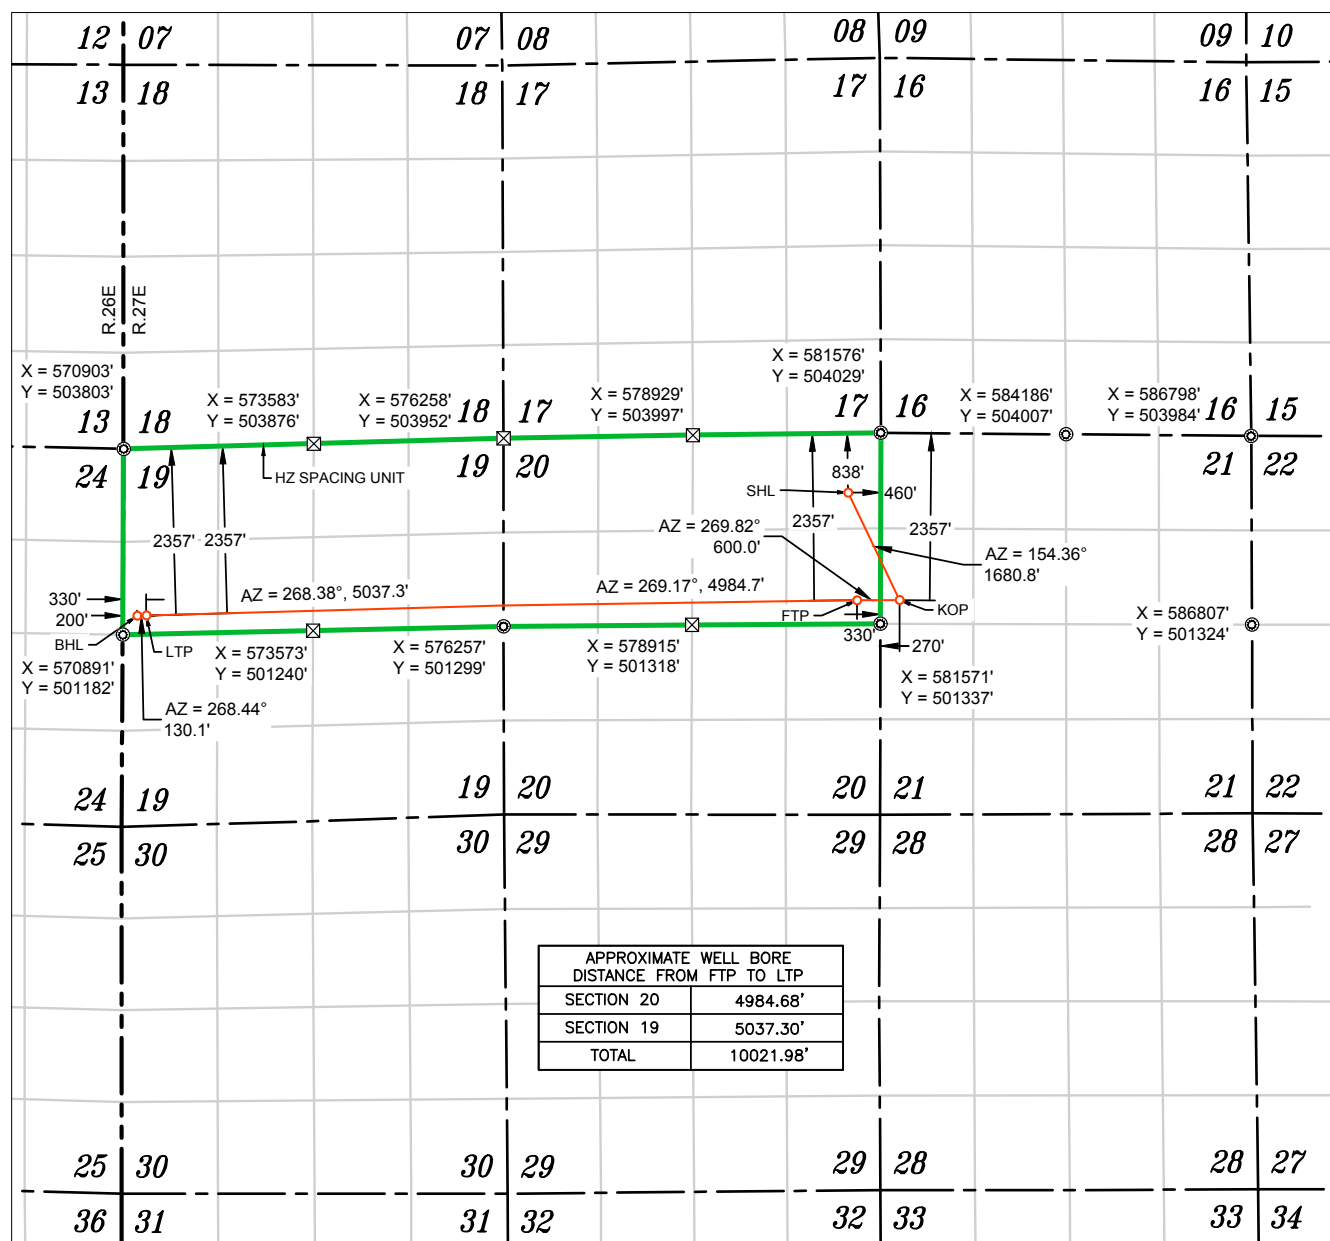 12 07
07 08
08 09
09 10
13 18
18 17
17 16
16 15
R.26E
R.27E
X = 570903'
Y = 503803'
X = 573583'
Y = 503876'
X = 576258'
Y = 503952'
X = 578929'
Y = 503997'
X = 581576'
Y = 504029'
X = 584186'
Y = 504007'
X = 586798'
Y = 503984'
13 18
18 17
17 16
16 15
24 19
19 20
21 22
HZ SPACING UNIT
SHL
838'
460'
2357'
2357'
2357'
2357'
AZ = 269.82°
600.0'
AZ = 154.36°
1680.8'
AZ = 268.38°, 5037.3'
AZ = 269.17°, 4984.7'
330'
200'
BHL
LTP
FTP
KOP
330'
270'
X = 570891'
Y = 501182'
X = 573573'
Y = 501240'
X = 576257'
Y = 501299'
X = 578915'
Y = 501318'
X = 581571'
Y = 501337'
X = 586807'
Y = 501324'
AZ = 268.44°
130.1'
24 19
19 20
20 21
21 22
25 30
30 29
29 28
28 27
APPROXIMATE WELL BORE
DISTANCE FROM FTP TO LTP
SECTION 20 4984.68'
SECTION 19 5037.30'
TOTAL 10021.98'
25 30
30 29
29 28
28 27
36 31
31 32
32 33
33 34